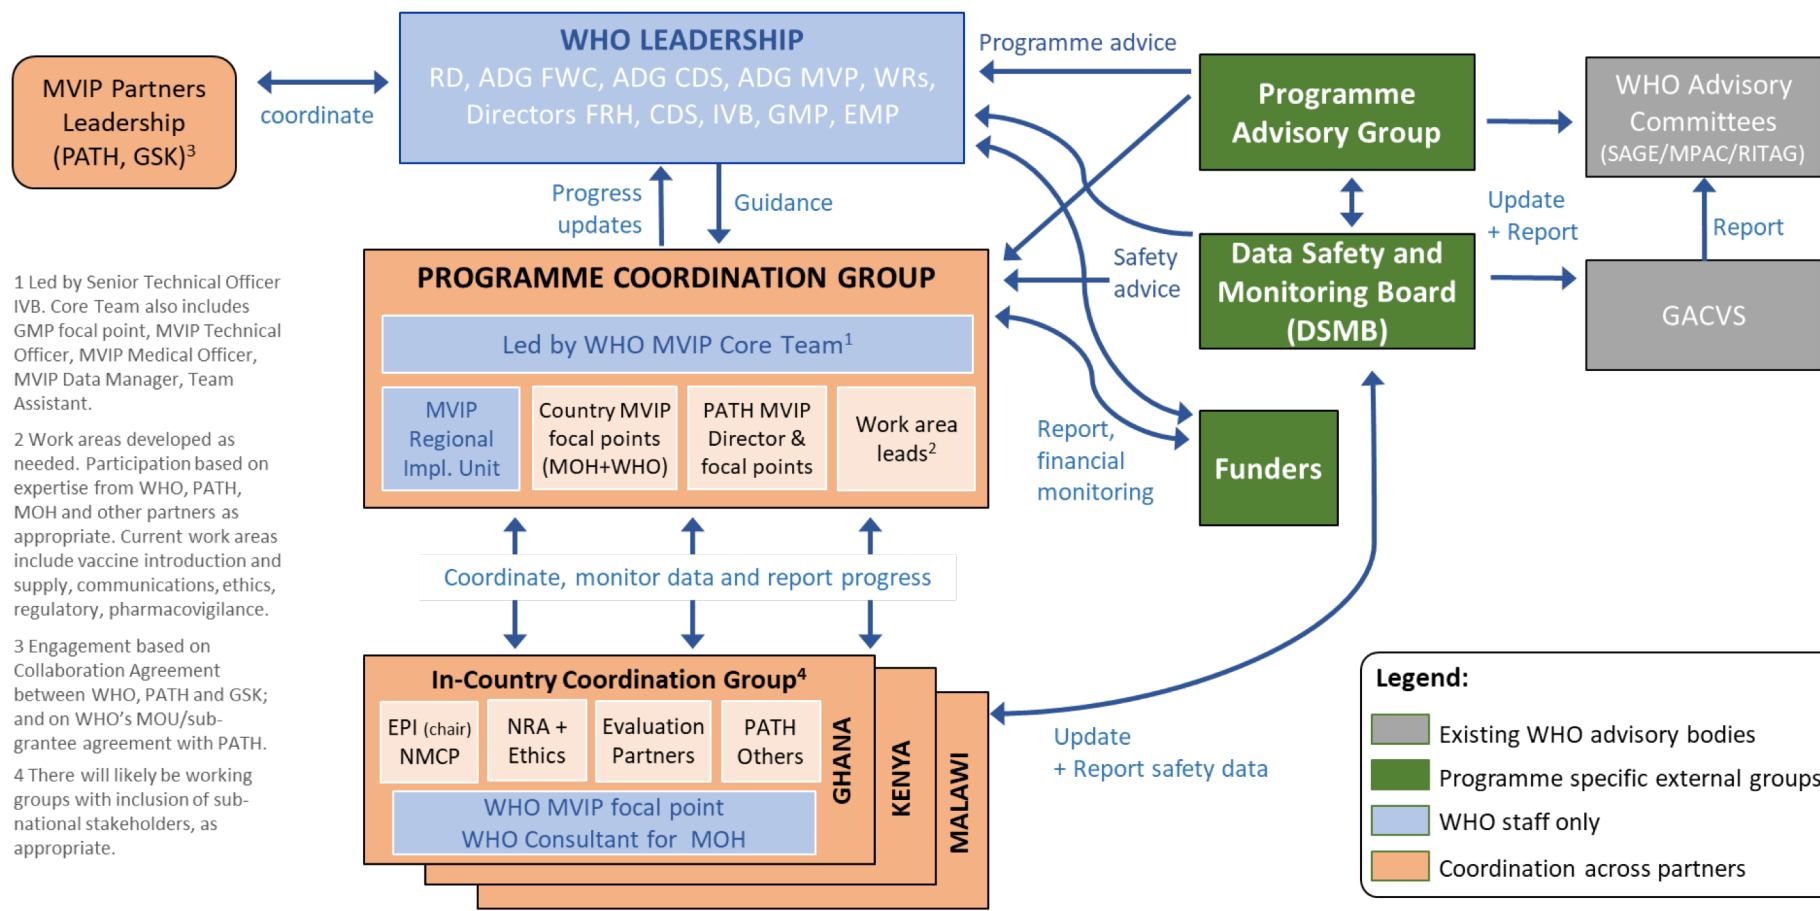 MVIP Partners
Leadership
(PATH, GSK)3
coordinate
WHO LEADERSHIP
RD, ADG FWC, ADG CDS, ADG MVP, WRs,
Directors FRH, CDS, IVB, GMP, EMP
Programme advice
Programme
Advisory Group
WHO Advisory
Committees
(SAGE/MPAC/RITAG)
Progress
updates
Guidance
Update
+ Report
Report
PROGRAMME COORDINATION GROUP
Safety
advice
Data Safety and
Monitoring Board
(DSMB)
GACVS
Led by WHO MVIP Core Team1
MVIP
Regional
Impl. Unit
Country MVIP
focal points
(MOH+WHO)
PATH MVIP
Director &
focal points
Work area
leads2
Report,
financial
monitoring
Funders
Coordinate, monitor data and report progress
In-Country Coordination Group4
EPI (chair)
NMCP
NRA +
Ethics
Evaluation
Partners
PATH
Others
WHO MVIP focal point
WHO Consultant for MOH
GHANA
KENYA
MALAWI
Update
+ Report safety data
1 Led by Senior Technical Officer
IVB. Core Team also includes
GMP focal point, MVIP Technical
Officer, MVIP Medical Officer,
MVIP Data Manager, Team
Assistant.
2 Work areas developed as
needed. Participation based on
expertise from WHO, PATH,
MOH and other partners as
appropriate. Current work areas
include vaccine introduction and
supply, communications, ethics,
regulatory, pharmacovigilance.
3 Engagement based on
Collaboration Agreement
between WHO, PATH and GSK;
and on WHO's MOU/sub-
grantee agreement with PATH.
4 There will likely be working
groups with inclusion of sub-
national stakeholders, as
appropriate.
Legend:
Existing WHO advisory bodies
Programme specific external groups
WHO staff only
Coordination across partners